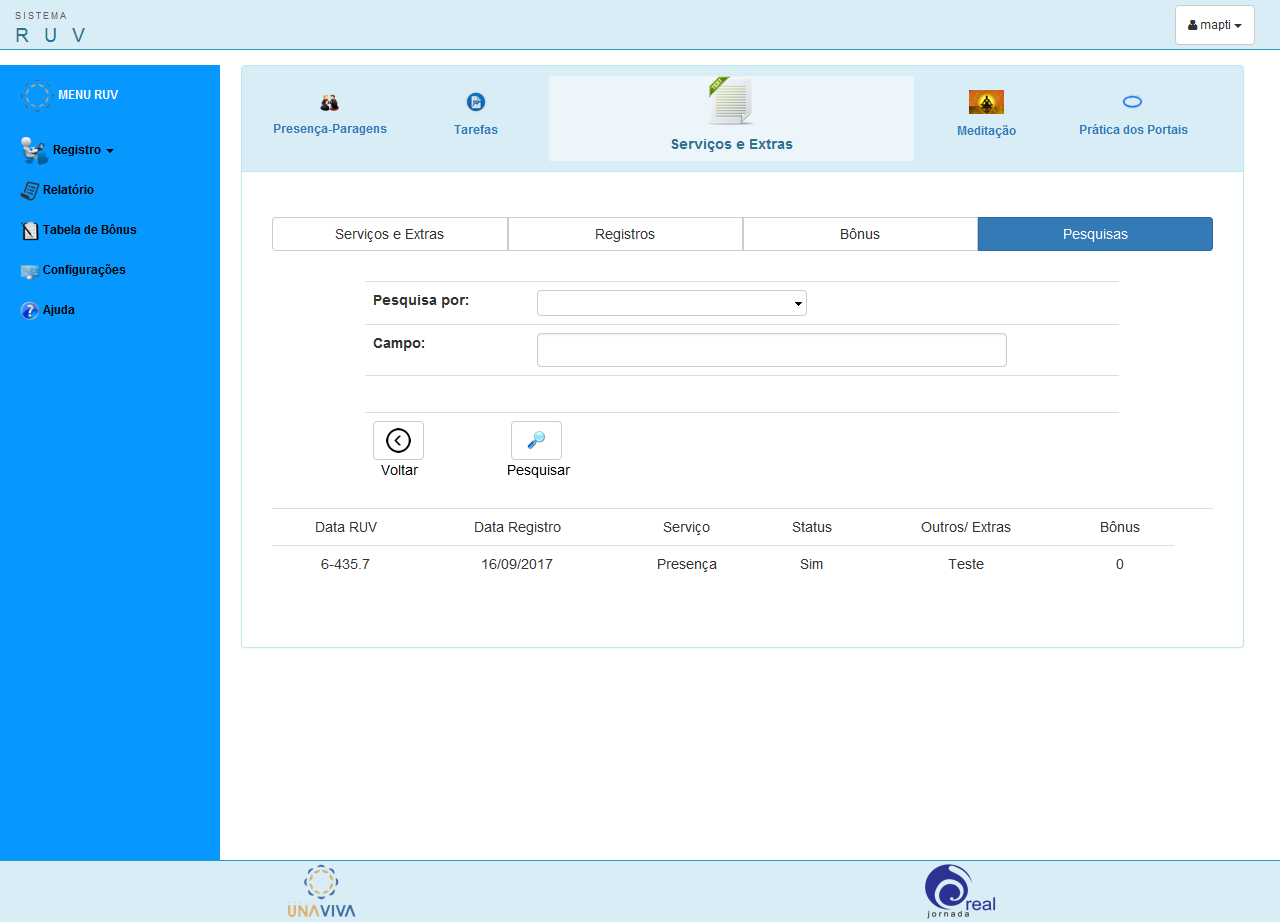 SISTEMA
R U V
mapti
MENU RUV
Registro
Relatório
Tabela de Bônus
Configurações
Ajuda
Presença-Paragens
Tarefas
Serviços e Extras
Meditação
Prática dos Portais
Serviços e Extras
Registros
Bônus
Pesquisas
Pesquisa por:
Campo:
Voltar
Pesquisar
Data RUV Data Registro Serviço Status Outros/ Extras Bônus
6-435.7 16/09/2017 Presença Sim Teste 0
UNAVIVA
real
jornada